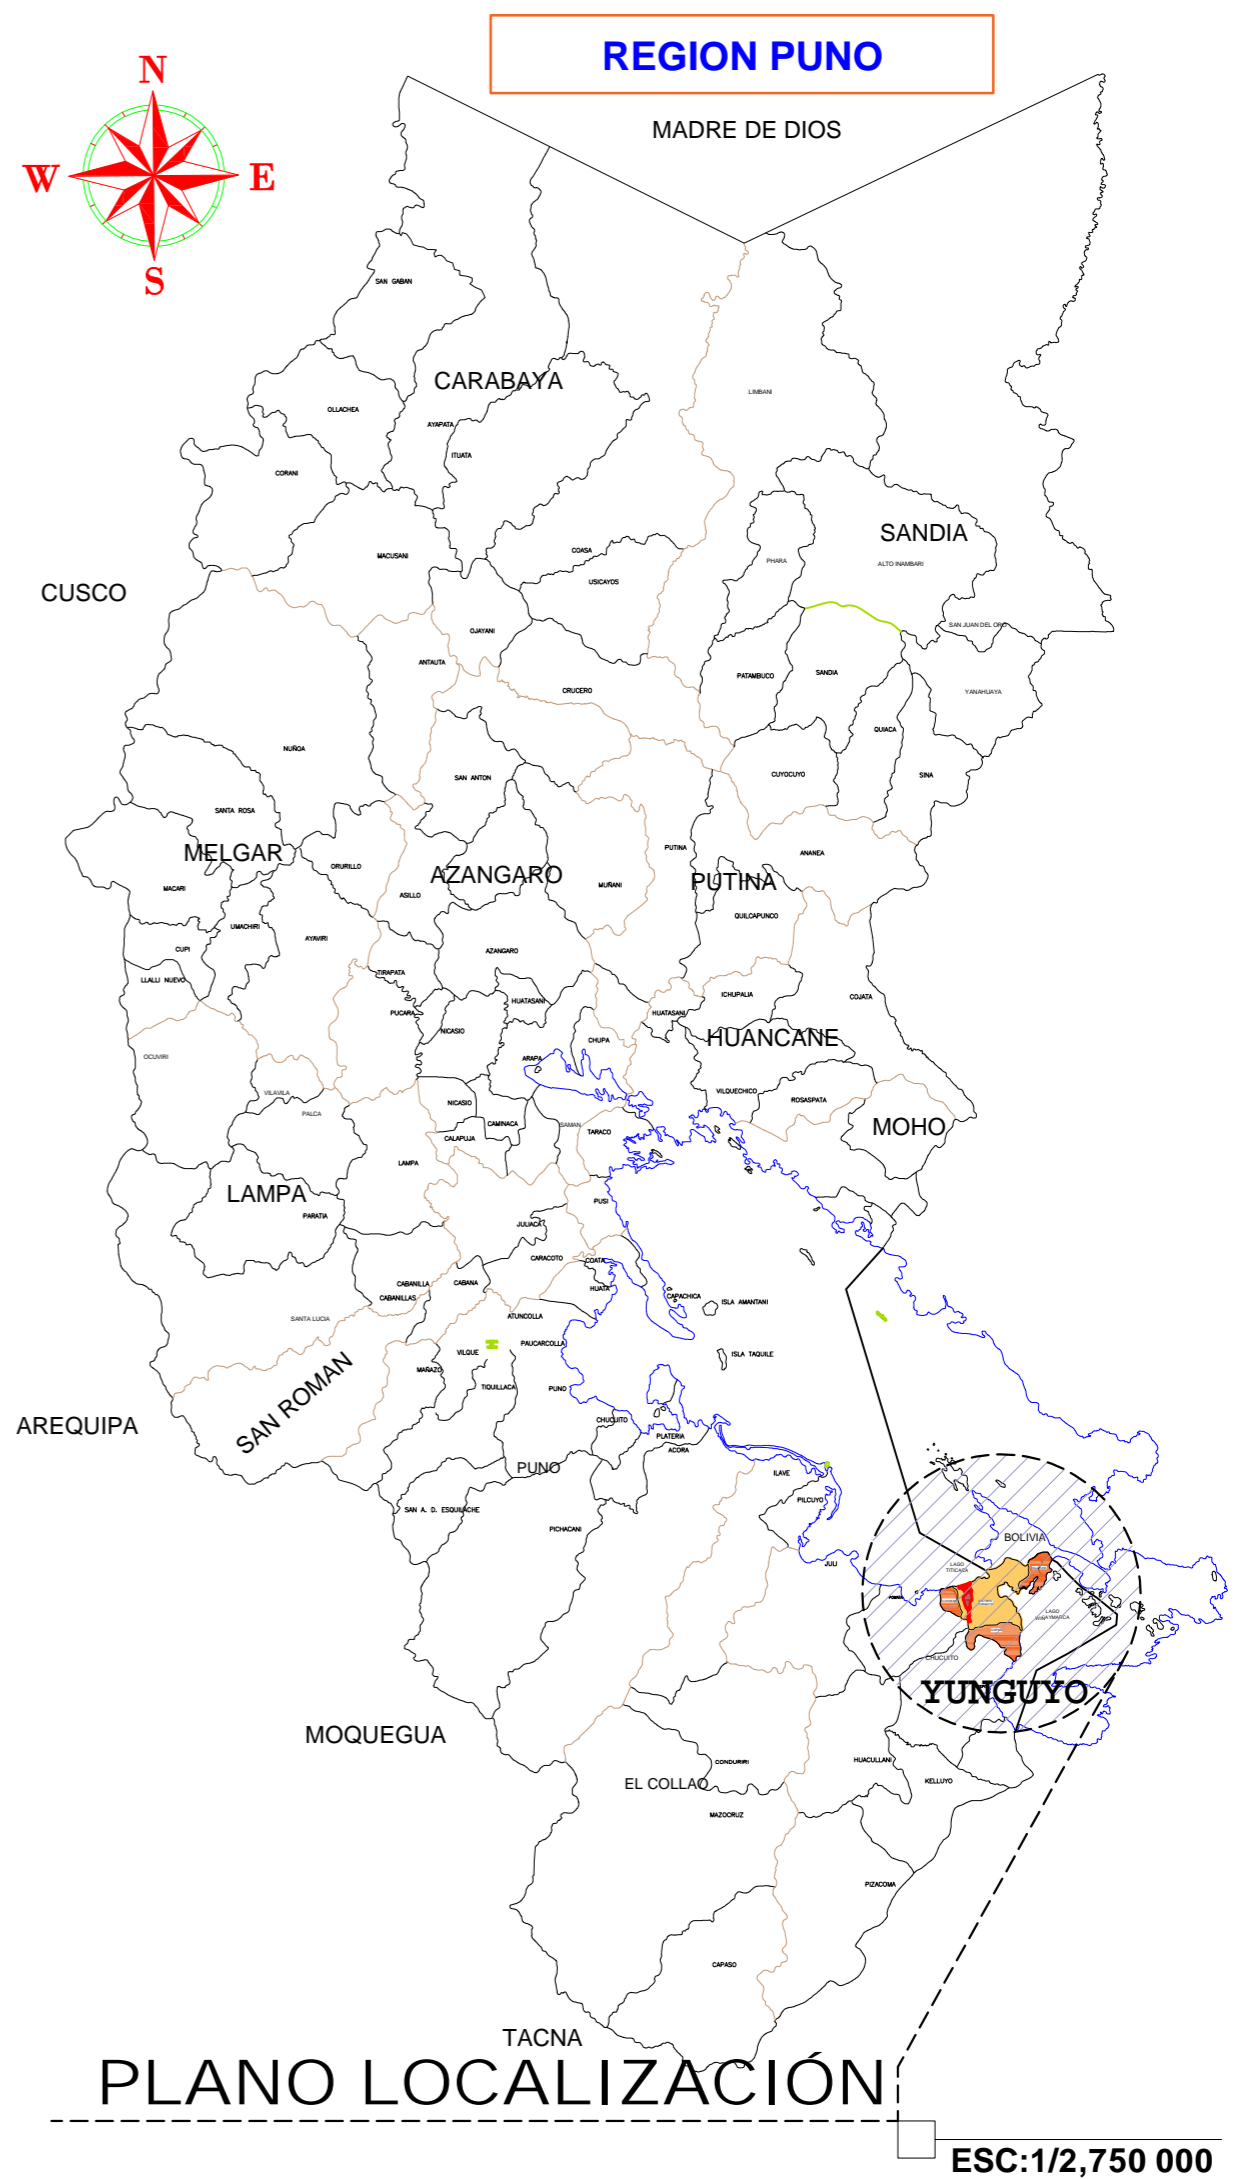 REGION PUNO
N
MADRE DE DIOS
W
E
S
SAN GABAN
CARABAYA
LIMBANI
OLLACHEA
AYAPATA
ITUATA
CORANI
SANDIA
COASA
MACUSANI
PHARA
ALTO INAMBARI
USICAYOS
CUSCO
SAN JUAN DEL ORO
OJAYANI
ANTAUTA
PATAMBUCO
SANDIA
CRUCERO
YANAHUAYA
QUIACA
NUÑOA
SAN ANTON
CUYOCUYO
SINA
SANTA ROSA
PUTINA
MELGAR
ANANEA
ORURILLO
AZANGARO
PUTINA
MACARI
MUÑANI
ASILLO
QUILCAPUNCO
UMACHIRI
AYAVIRI
CUPI
AZANGARO
TIRAPATA
LLALLI NUEVO
ICHUPALIA
COJATA
HUATASANI
PUCARA
HUATASANI
NICASIO
HUANCANE
CHUPA
OCUVIRI
ARAPA
VILAVILA
VILQUECHICO
ROSASPATA
NICASIO
PALCA
CAMINACA
SAMAN
MOHO
TARACO
CALAPUJA
LAMPA
LAMPA
PUSI
PARATIA
JULIACA
CARACOTO
COATA
CABANILLA
CABANA
HUATA
CABANILLAS
CAPACHICA
ISLA AMANTANI
SANTA LUCIA
ATUNCOLLA
PAUCARCOLLA
VILQUE
ISLA TAQUILE
MAÑAZO
SAN ROMAN
TIQUILLACA
PUNO
AREQUIPA
CHUCUITO
PLATERIA
ACORA
PUNO
ILAVE
PILCUYO
SAN A. D. ESQUILACHE
PICHACANI
BOLIVIA
JULI
LAGO
TITICACA
LAGO
WIÑAYMARCA
CHUCUITO
YUNGUYO
MOQUEGUA
HUACULLANI
CONDURIRI
KELLUYO
EL COLLAO
MAZOCRUZ
PIZACOMA
CAPASO
TACNA
PLANO LOCALIZACIÓN
ESC:1/2,750 000